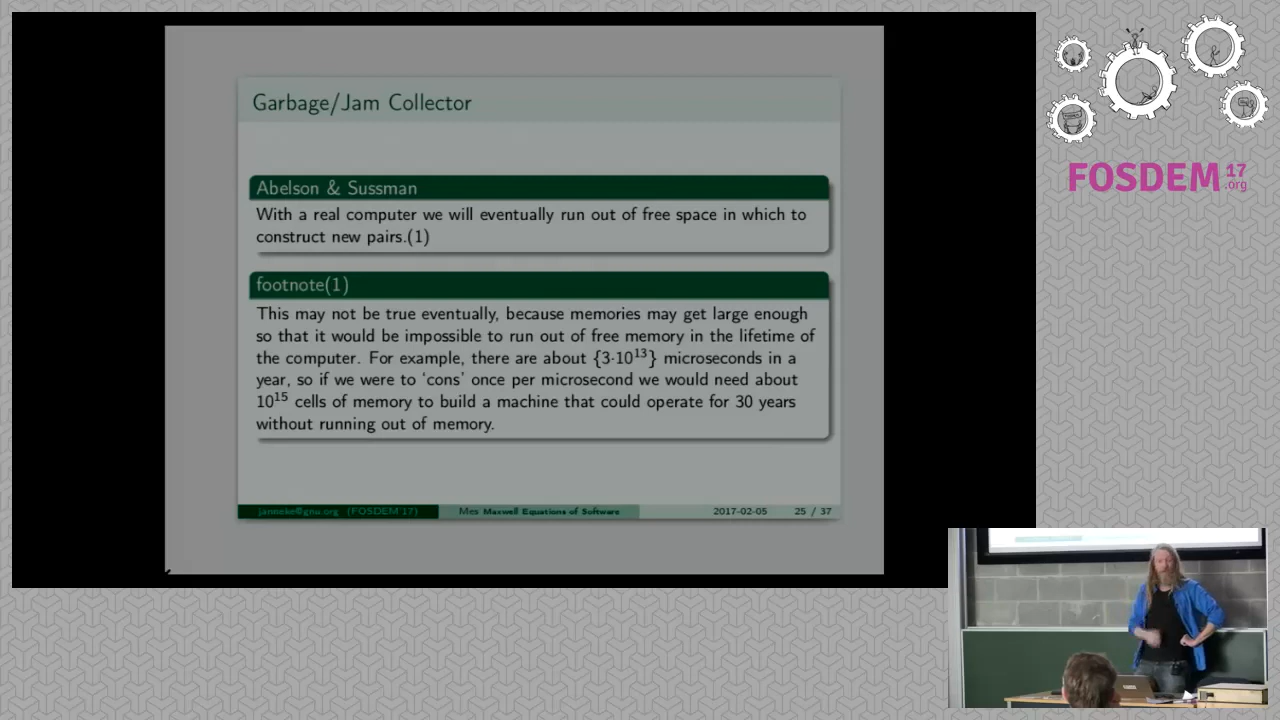 Garbage/Jam Collector
Abelson & Sussman
With a real computer we will eventually run out of free space in which to
construct new pairs.(1)
footnote(1)
This may not be true eventually, because memories may get large enough
so that it would be impossible to run out of free memory in the lifetime of
the computer. For example, there are about {3·10¹³} microseconds in a
year, so if we were to ‘cons’ once per microsecond we would need about
10¹⁵ cells of memory to build a machine that could operate for 30 years
without running out of memory.
janneke@gnu.org (FOSDEM'17)
Mes Maxwell Equations of Software
2017-02-05
25 / 37
FOSDEM 17
.org